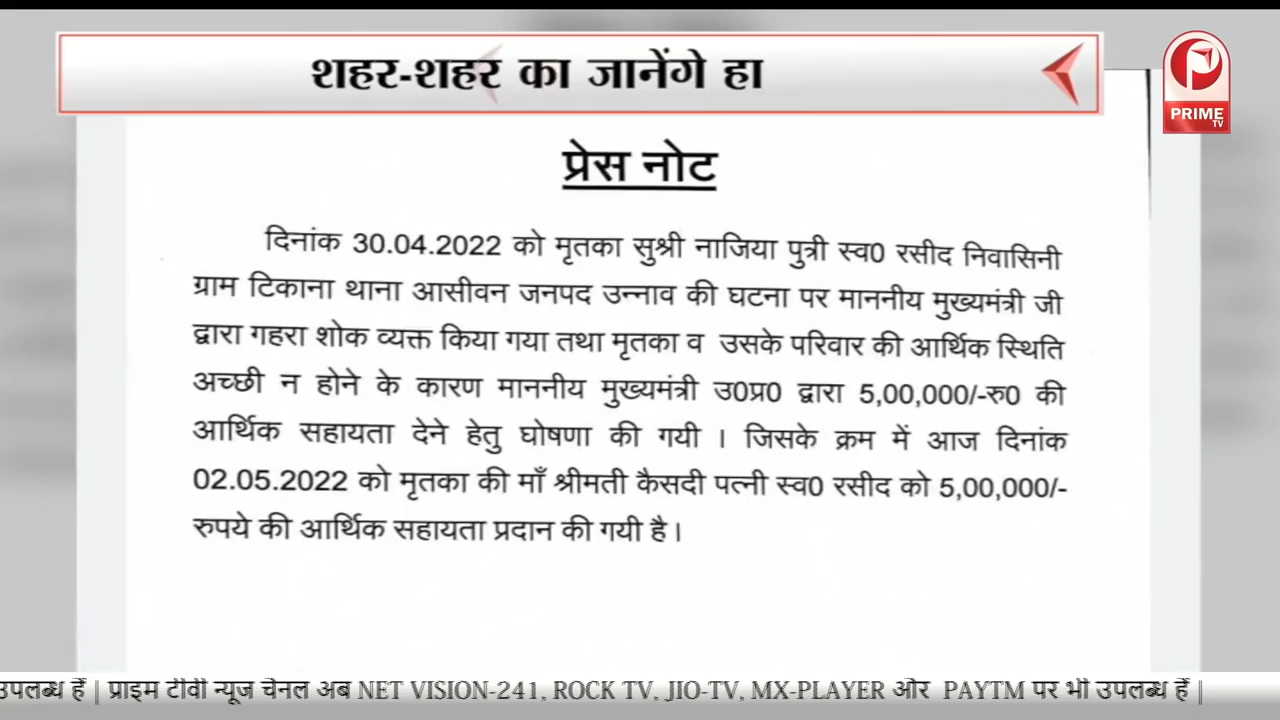 शहर-शहर का जानेंगे हा
PRIME
TV
प्रेस नोट
दिनांक 30.04.2022 को मृतका सुश्री नाजिया पुत्री स्व0 रसीद निवासिनी
ग्राम टिकाना थाना आसीवन जनपद उन्नाव की घटना पर माननीय मुख्यमंत्री जी
द्वारा गहरा शोक व्यक्त किया गया तथा मृतका व उसके परिवार की आर्थिक स्थिति
अच्छी न होने के कारण माननीय मुख्यमंत्री उ0प्र0 द्वारा 5,00,000/-रु0 की
आर्थिक सहायता देने हेतु घोषणा की गयी । जिसके क्रम में आज दिनांक
02.05.2022 को मृतका की माँ श्रीमती कैसदी पत्नी स्व0 रसीद को 5,00,000/-
रुपये की आर्थिक सहायता प्रदान की गयी है ।
उपलब्ध हैं | प्राइम टीवी न्यूज चैनल अब NET VISION-241, ROCK TV, JIO-TV, MX-PLAYER और PAYTM पर भी उपलब्ध हैं |